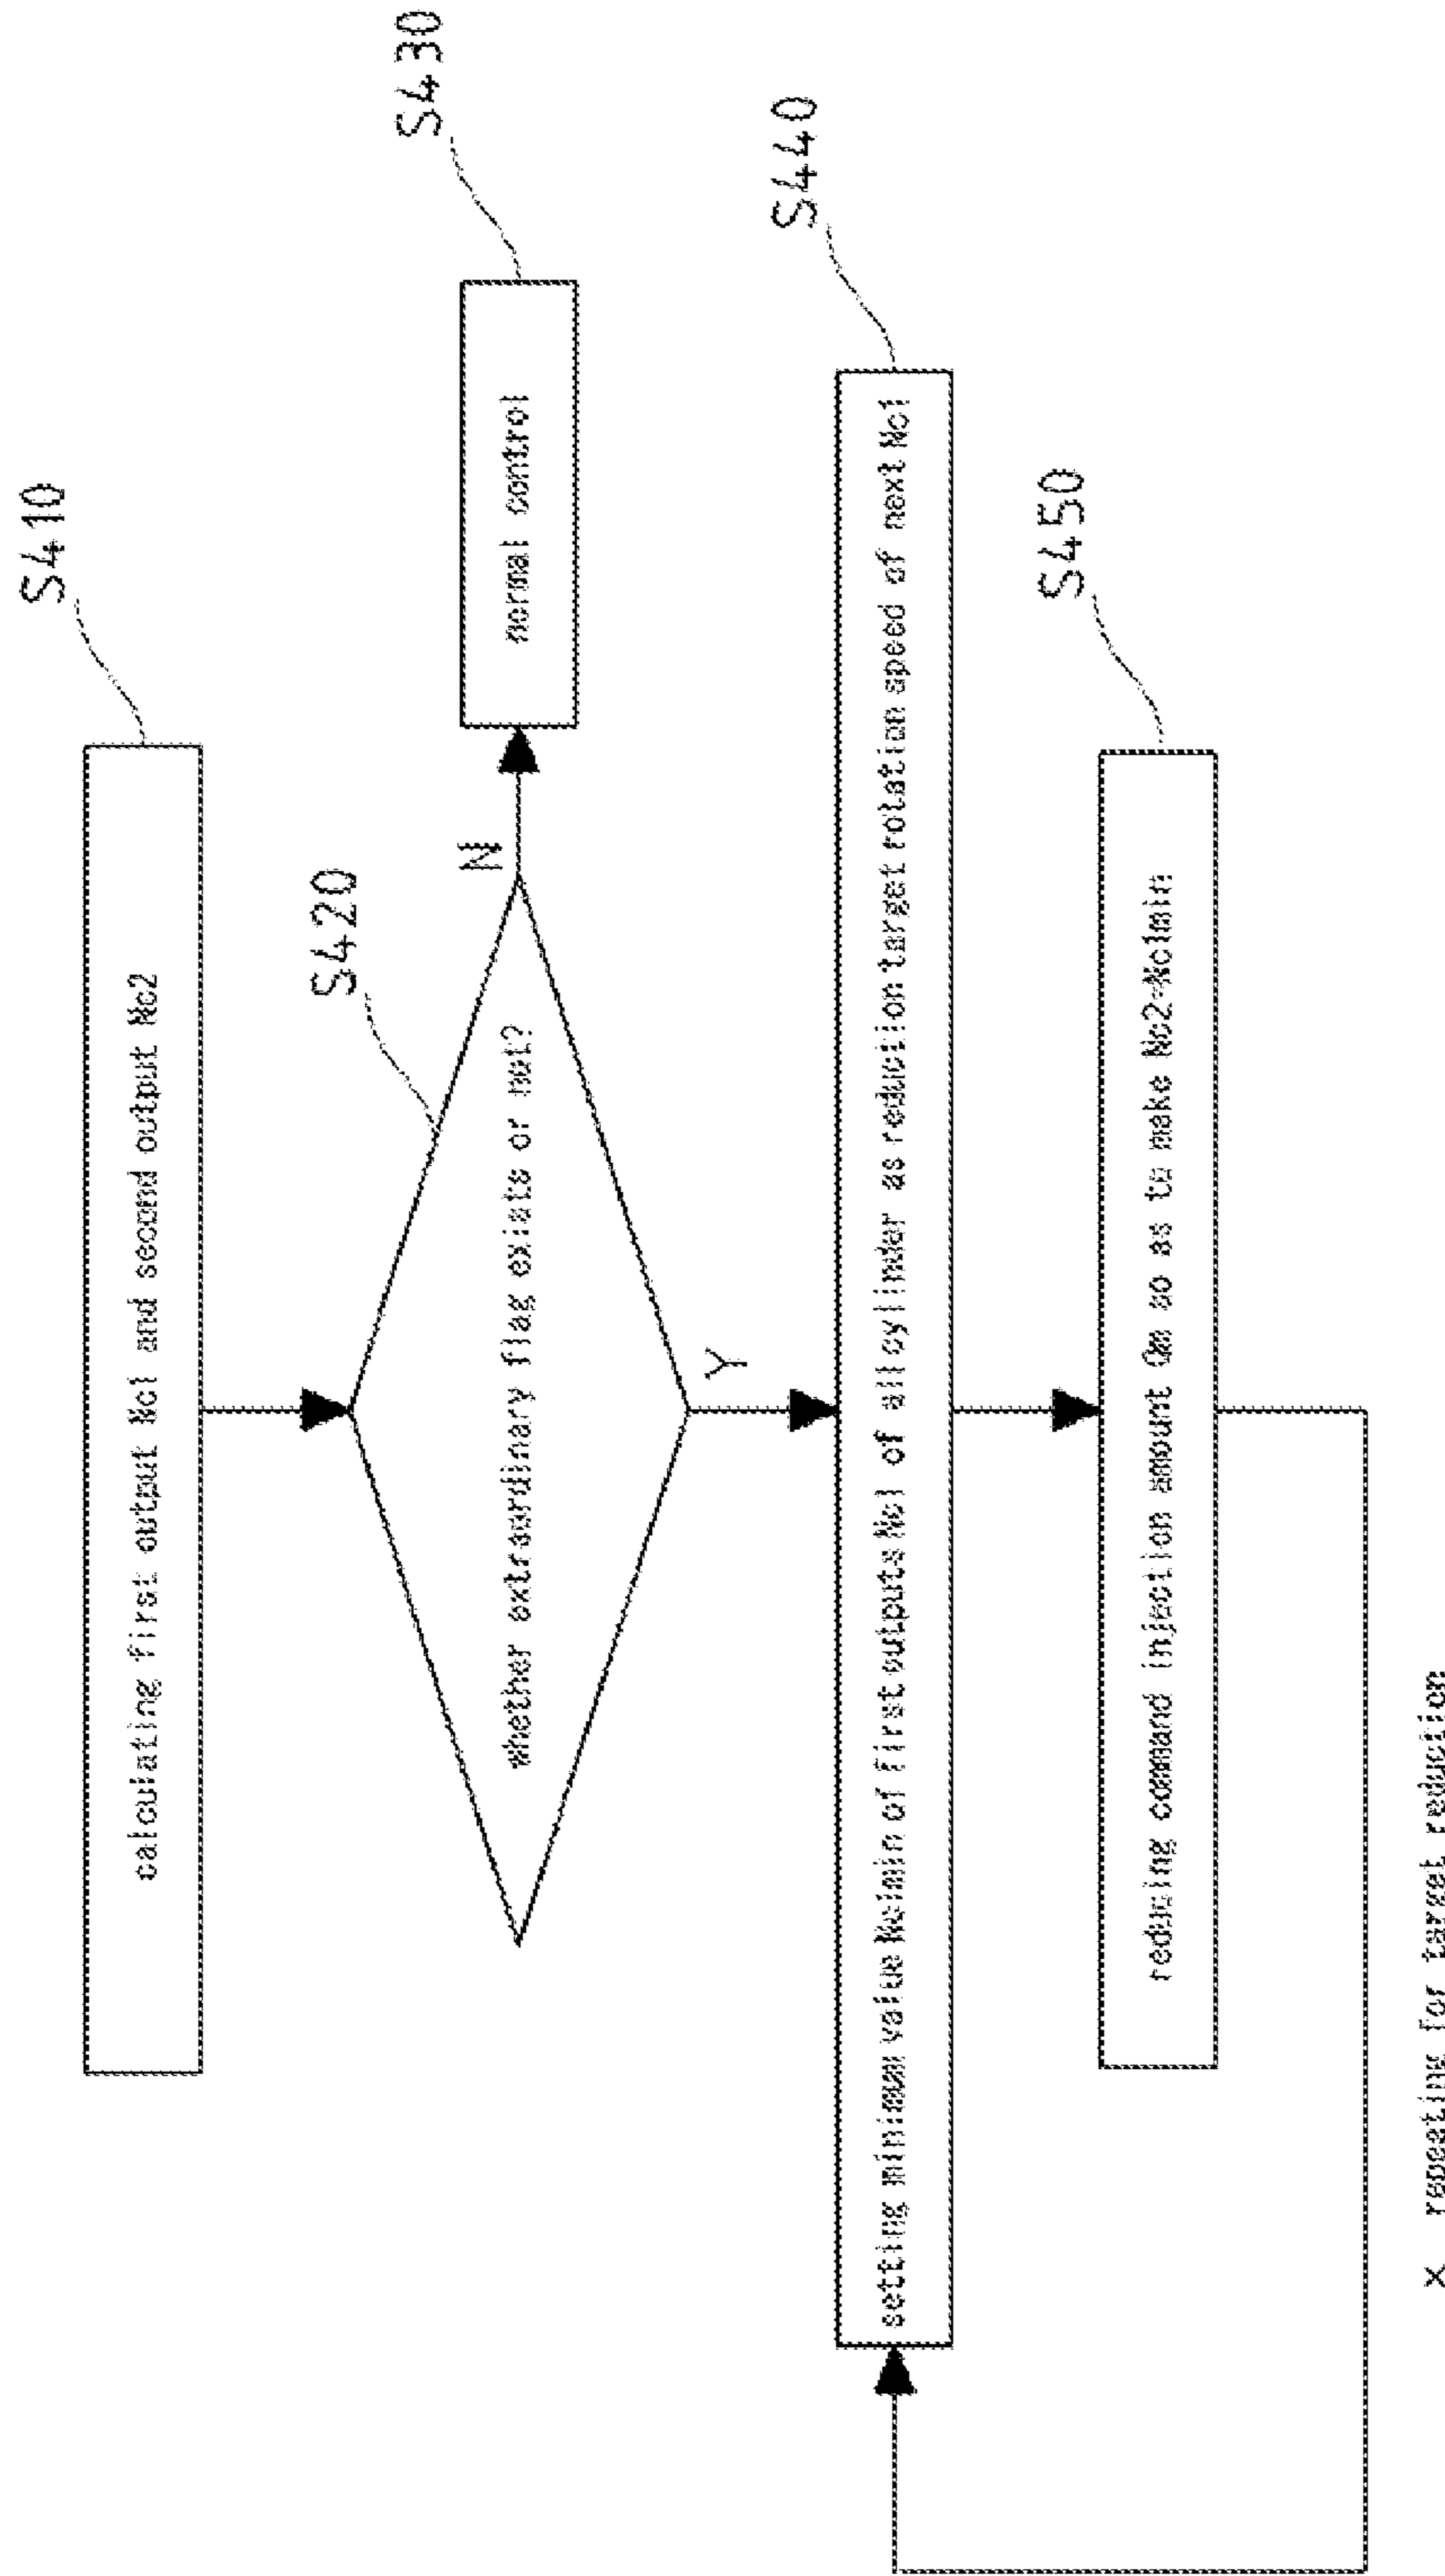 S410
calculating first output Nc1 and second output Nc2
S420
whether extraordinary flag exists or not?
N
S430
normal control
Y
S440
setting minimum value Nc1min of first outputs Nc1 of all cylinder as reduction target rotation speed of next Nc1
S450
reducing command injection amount Qm so as to make Nc2=Nc1min
x repeating for target reduction